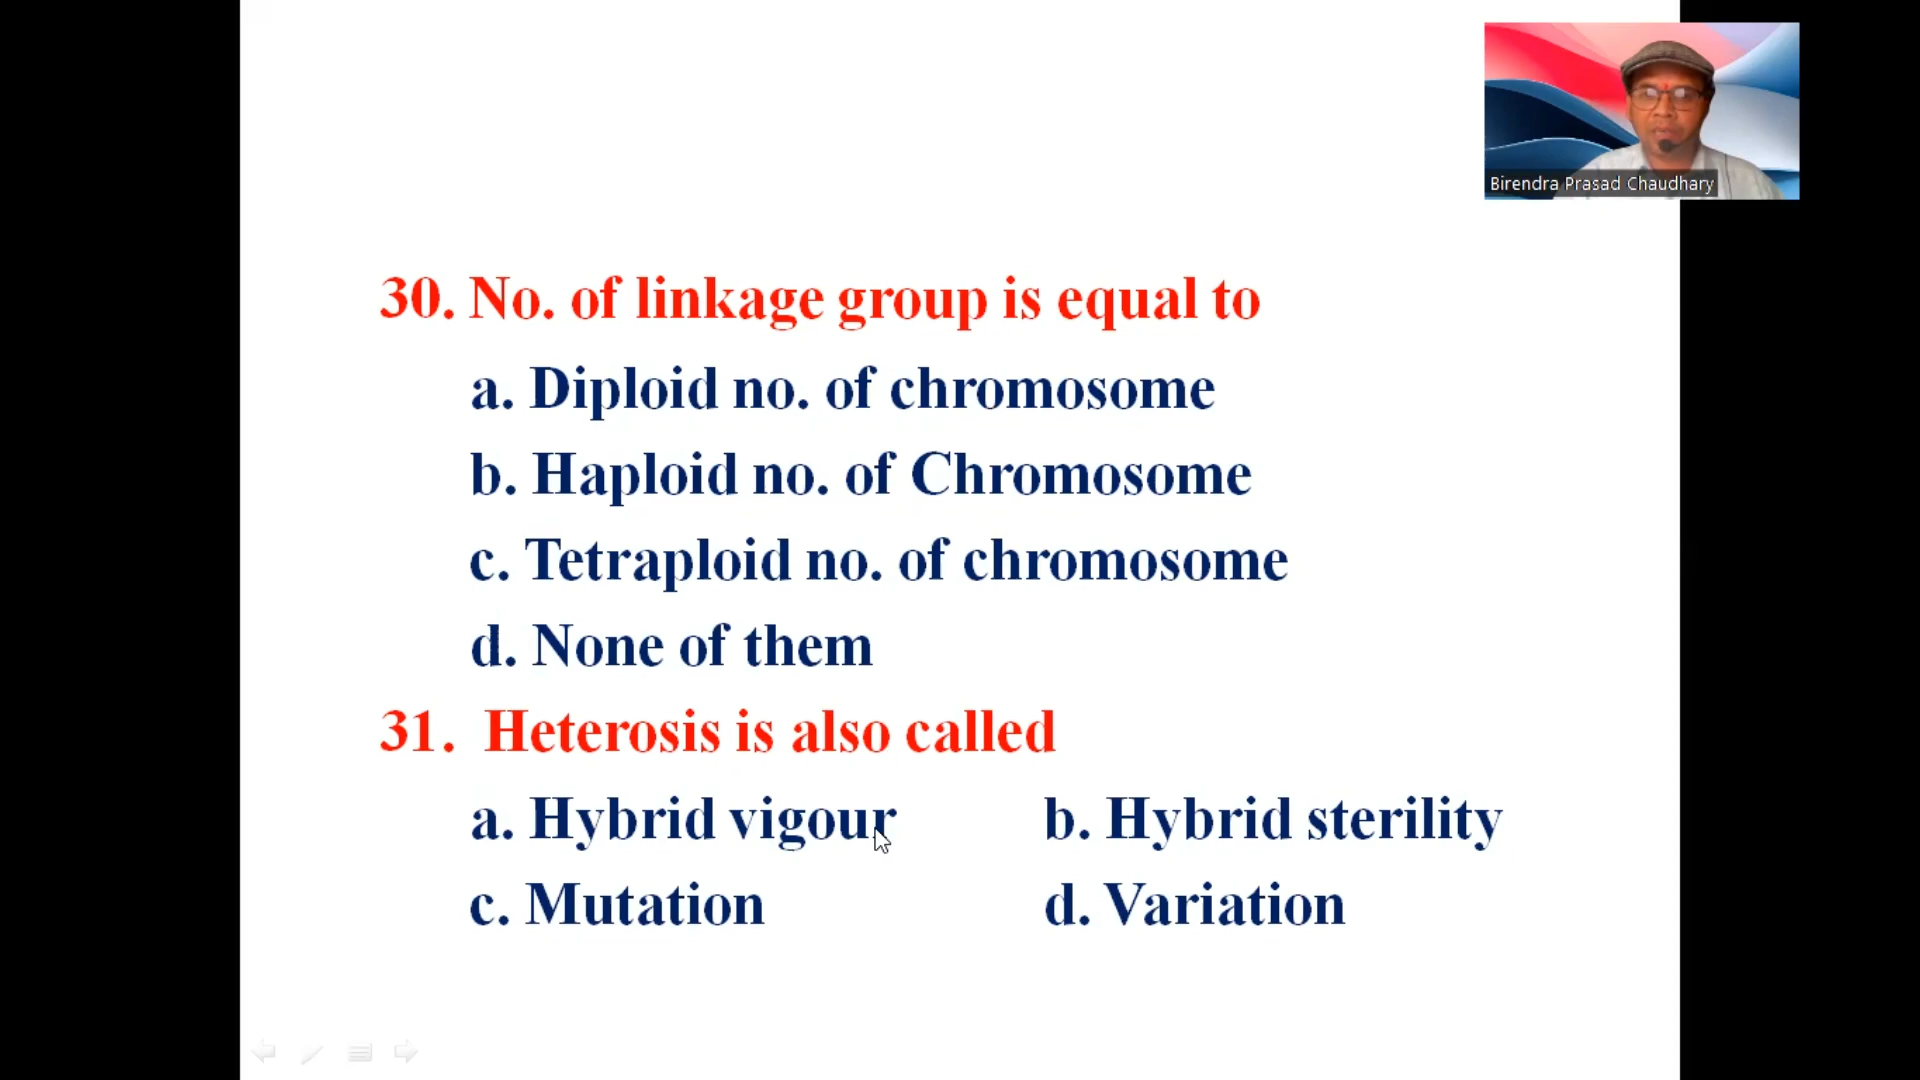 Birendra Prasad Chaudhary
30. No. of linkage group is equal to
a. Diploid no. of chromosome
b. Haploid no. of Chromosome
c. Tetraploid no. of chromosome
d. None of them
31. Heterosis is also called
a. Hybrid vigour b. Hybrid sterility
c. Mutation d. Variation